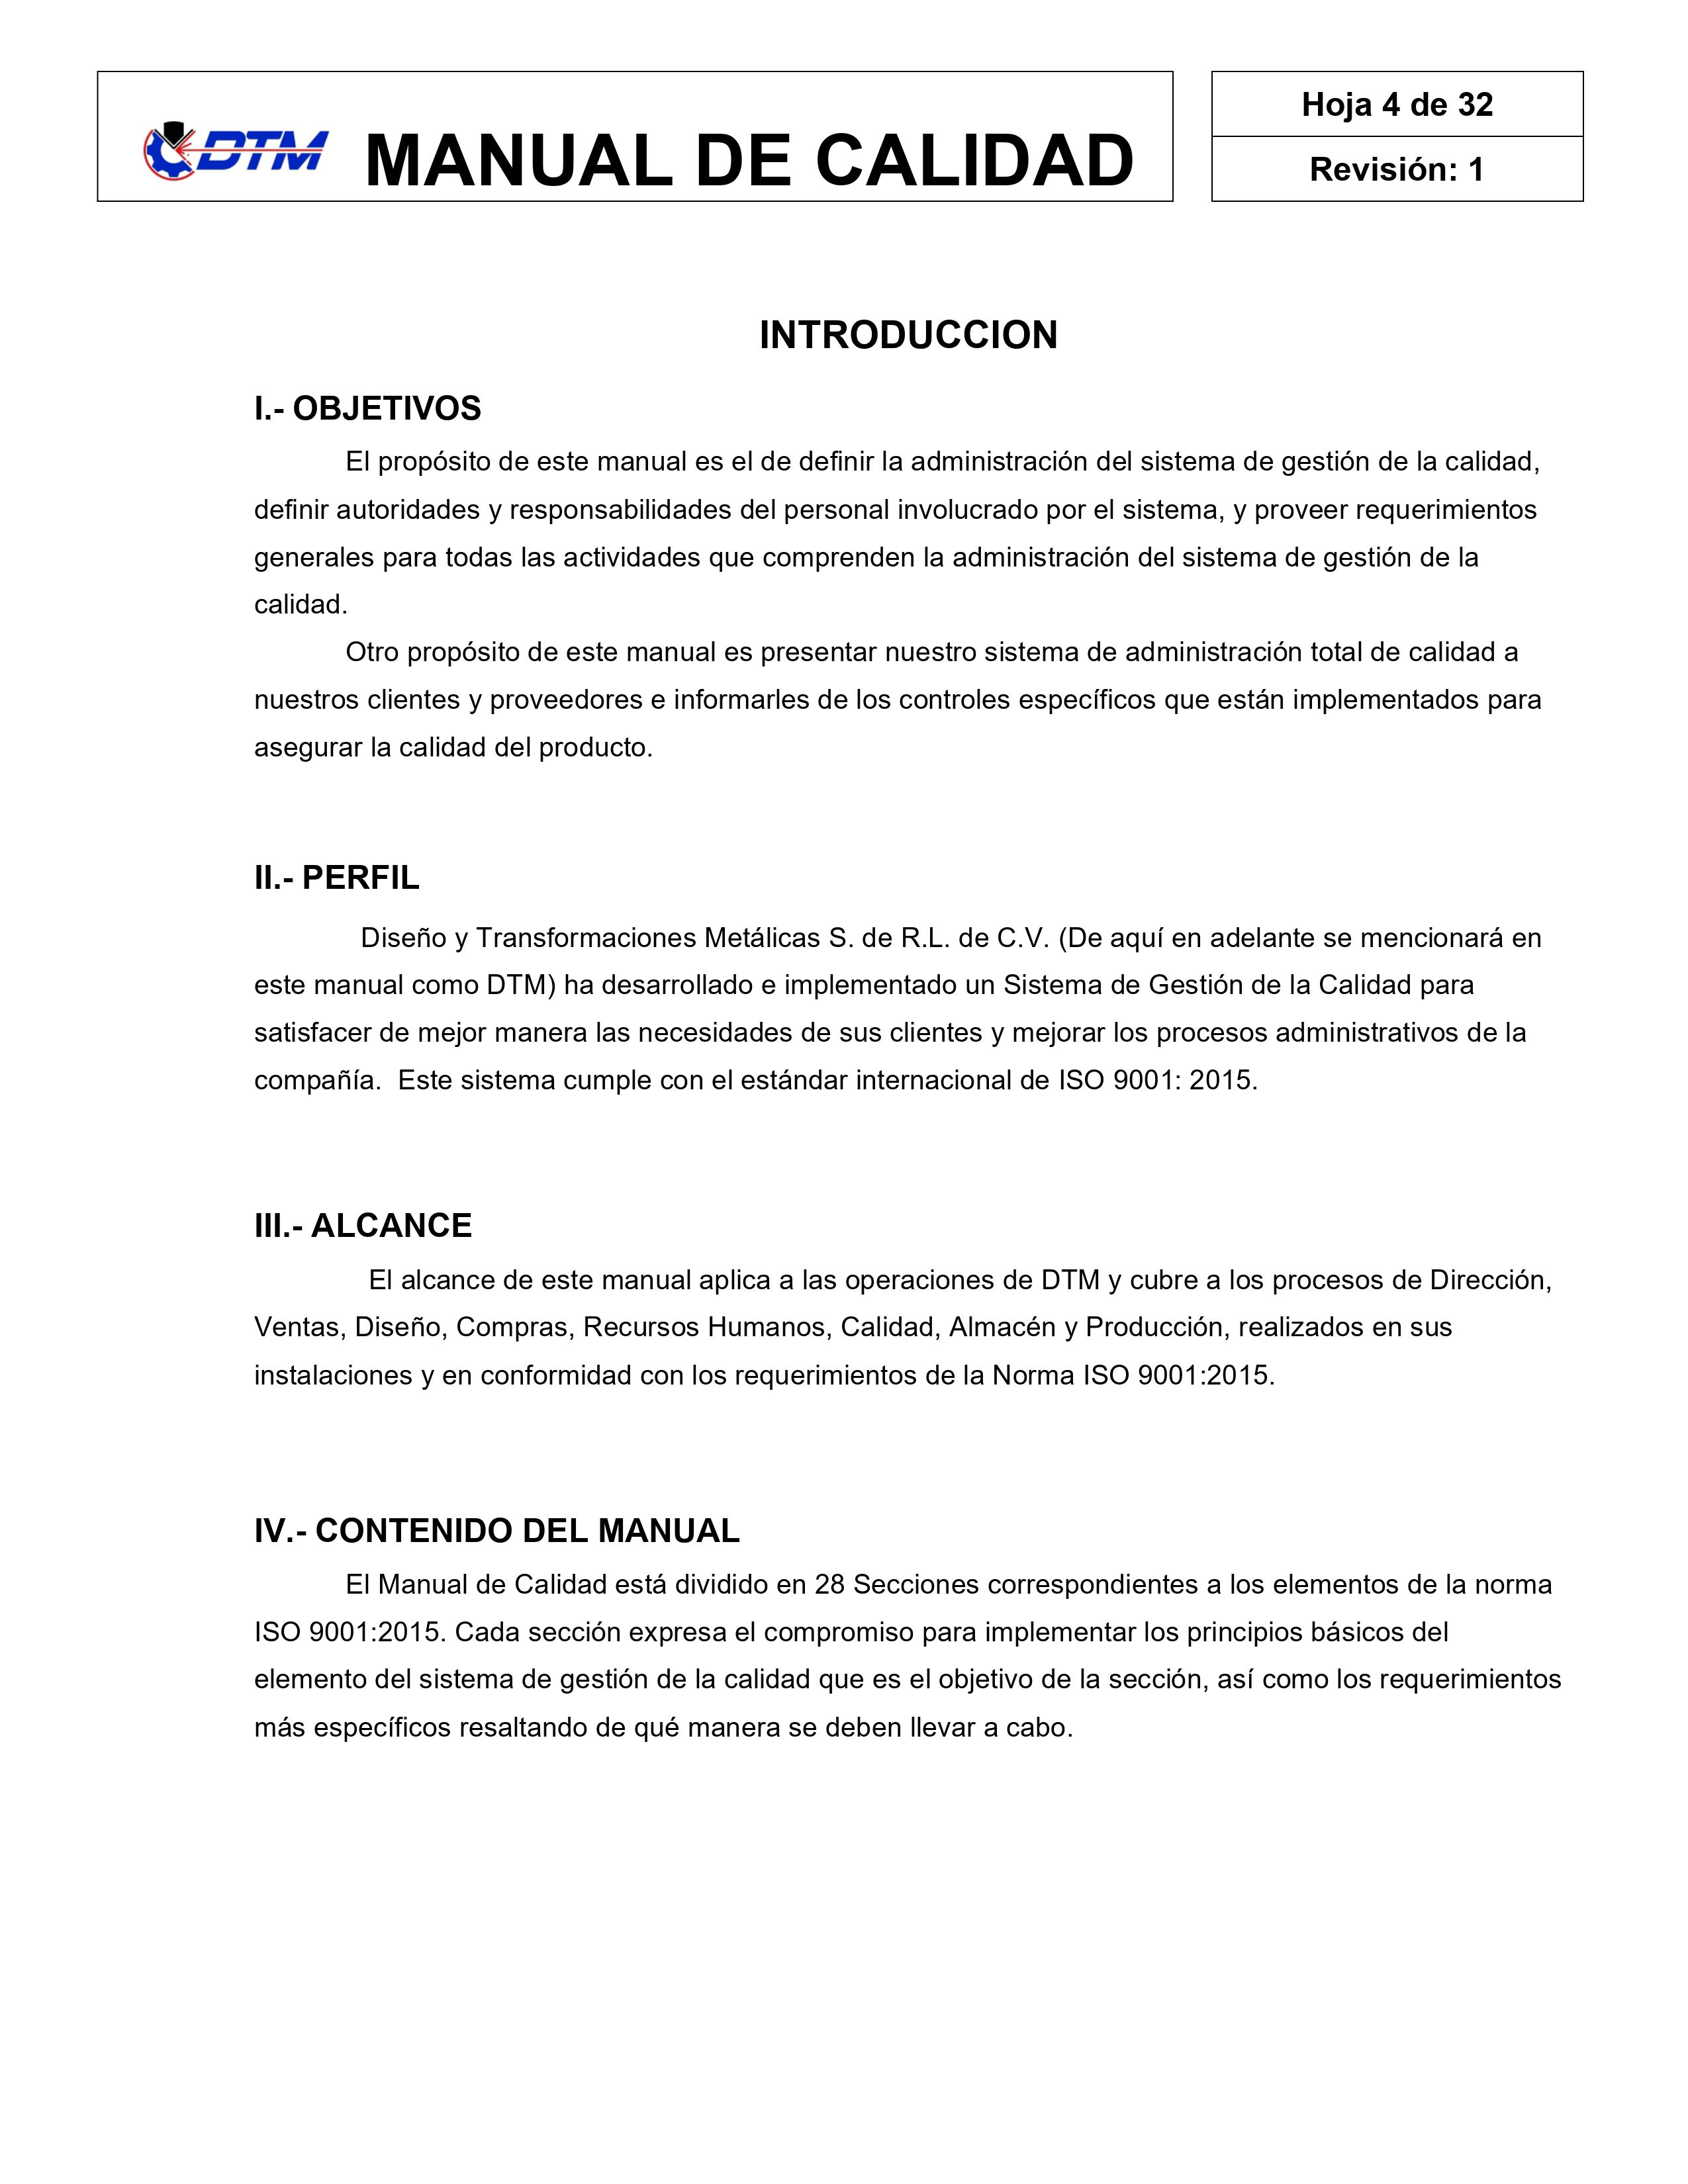 DTM MANUAL DE CALIDAD
Hoja 4 de 32
Revisión: 1
INTRODUCCION
I.- OBJETIVOS
El propósito de este manual es el de definir la administración del sistema de gestión de la calidad,
definir autoridades y responsabilidades del personal involucrado por el sistema, y proveer requerimientos
generales para todas las actividades que comprenden la administración del sistema de gestión de la
calidad.
Otro propósito de este manual es presentar nuestro sistema de administración total de calidad a
nuestros clientes y proveedores e informarles de los controles específicos que están implementados para
asegurar la calidad del producto.
II.- PERFIL
Diseño y Transformaciones Metálicas S. de R.L. de C.V. (De aquí en adelante se mencionará en
este manual como DTM) ha desarrollado e implementado un Sistema de Gestión de la Calidad para
satisfacer de mejor manera las necesidades de sus clientes y mejorar los procesos administrativos de la
compañía.  Este sistema cumple con el estándar internacional de ISO 9001: 2015.
III.- ALCANCE
El alcance de este manual aplica a las operaciones de DTM y cubre a los procesos de Dirección,
Ventas, Diseño, Compras, Recursos Humanos, Calidad, Almacén y Producción, realizados en sus
instalaciones y en conformidad con los requerimientos de la Norma ISO 9001:2015.
IV.- CONTENIDO DEL MANUAL
El Manual de Calidad está dividido en 28 Secciones correspondientes a los elementos de la norma
ISO 9001:2015. Cada sección expresa el compromiso para implementar los principios básicos del
elemento del sistema de gestión de la calidad que es el objetivo de la sección, así como los requerimientos
más específicos resaltando de qué manera se deben llevar a cabo.